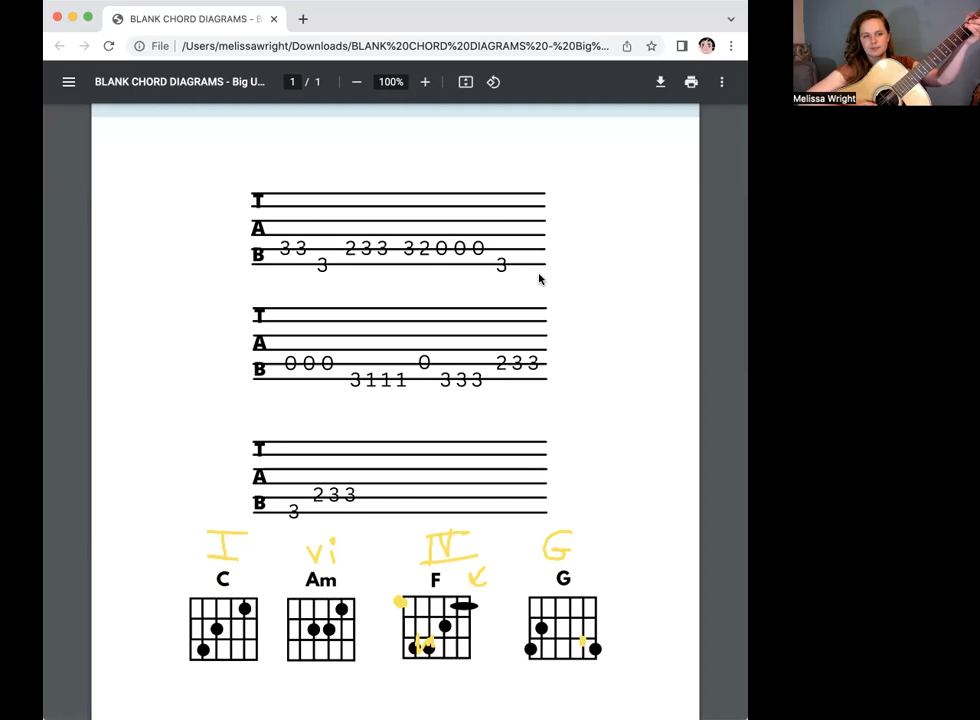 BLANK CHORD DIAGRAMS - B
File /Users/melissawright/Downloads/BLANK%20CHORD%20DIAGRAMS%20-%20Big%...
BLANK CHORD DIAGRAMS - Big U... 1 / 1 100%
Melissa Wright
T
A
B
3 3 3 2 3 3 3 2 0 0 0 3
T
A
B
0 0 0 3 1 1 1 0 3 3 3 2 3 3
T
A
B
3 2 3 3
I vi IV G
C Am F G